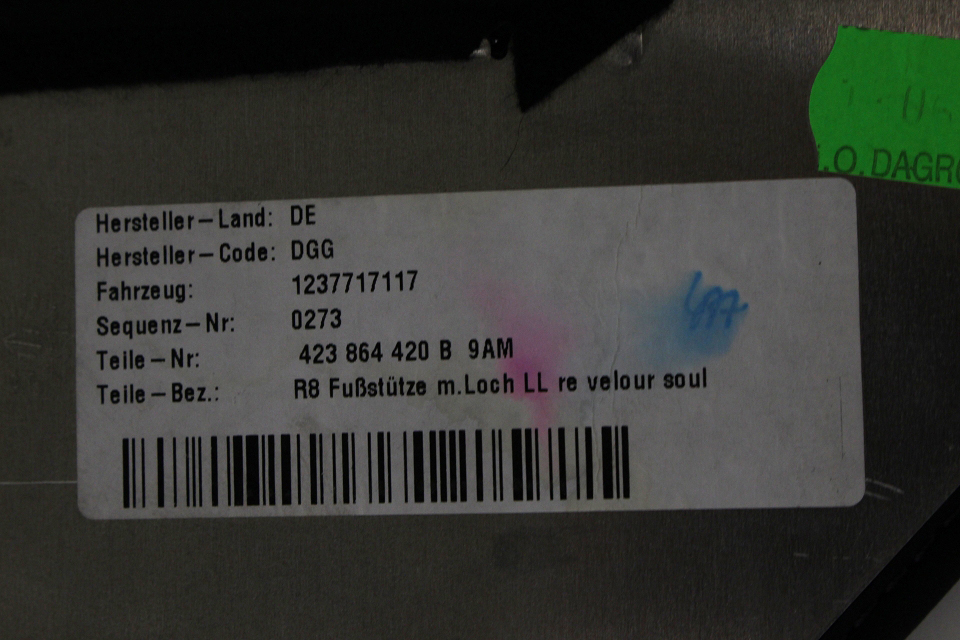 .O. DAGRO
Hersteller-Land: DE
Hersteller-Code: DGG
Fahrzeug: 1237717117
Sequenz-Nr: 0273
Teile-Nr: 423 864 420 B 9AM
Teile-Bez.: R8 Fußstütze m.Loch LL re velour soul